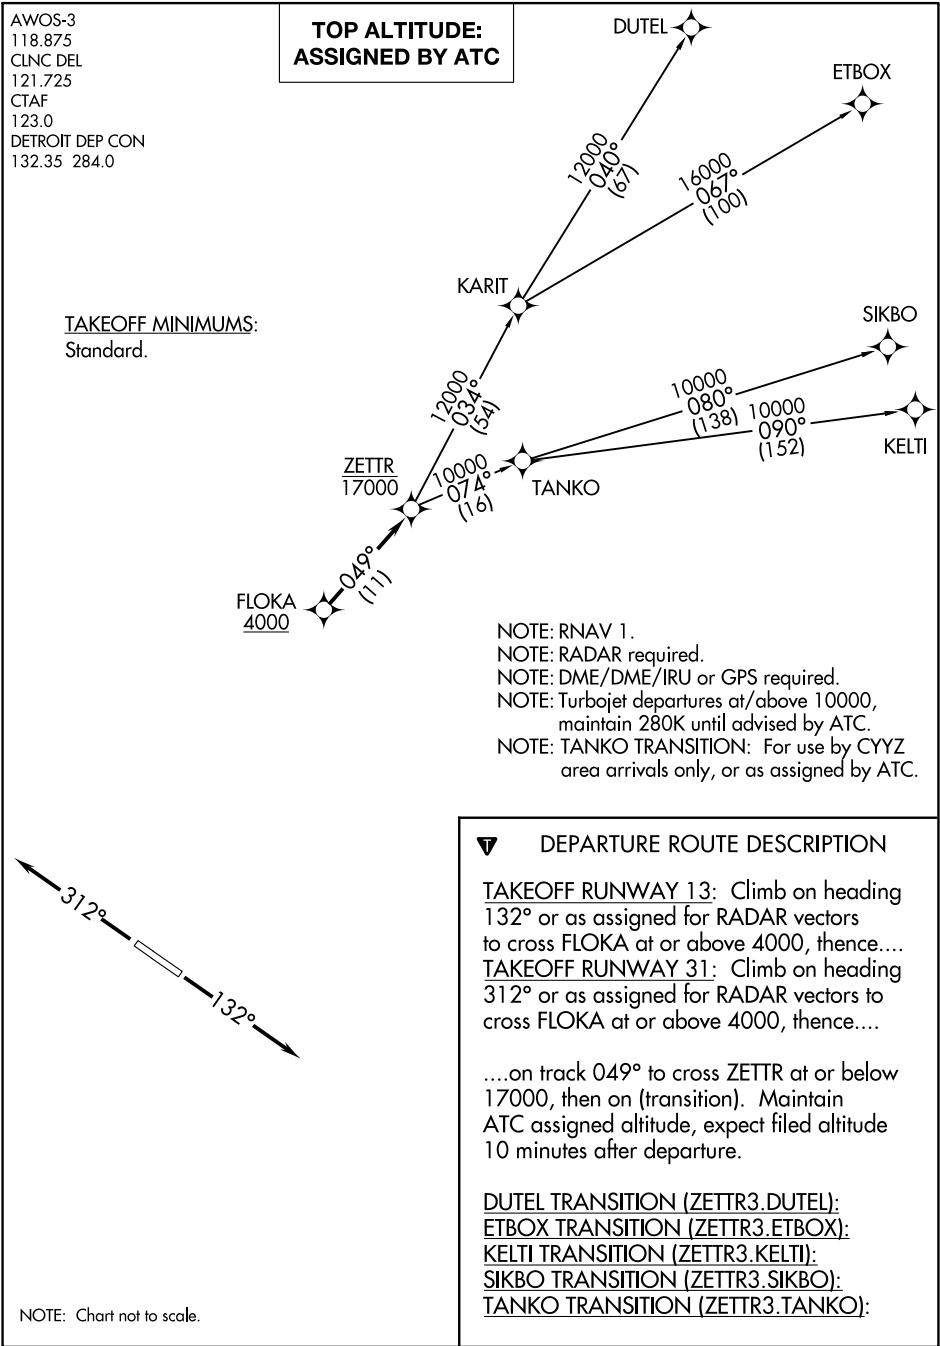 AWOS-3
118.875
CLNC DEL
121.725
CTAF
123.0
DETROIT DEP CON
132.35 284.0
TOP ALTITUDE:
ASSIGNED BY ATC
DUTEL
ETBOX
12000
040°
(67)
16000
067°
(100)
KARIT
TAKEOFF MINIMUMS:
Standard.
SIKBO
12000
034°
(54)
10000
080°
(138)
10000
090°
(152)
KELTI
ZETTR
17000
10000
074°
(16)
TANKO
049°
(11)
FLOKA
4000
NOTE: RNAV 1.
NOTE: RADAR required.
NOTE: DME/DME/IRU or GPS required.
NOTE: Turbojet departures at/above 10000,
maintain 280K until advised by ATC.
NOTE: TANKO TRANSITION: For use by CYYZ
area arrivals only, or as assigned by ATC.
312°
132°
T
DEPARTURE ROUTE DESCRIPTION
TAKEOFF RUNWAY 13: Climb on heading
132° or as assigned for RADAR vectors
to cross FLOKA at or above 4000, thence....
TAKEOFF RUNWAY 31: Climb on heading
312° or as assigned for RADAR vectors to
cross FLOKA at or above 4000, thence....
....on track 049° to cross ZETTR at or below
17000, then on (transition). Maintain
ATC assigned altitude, expect filed altitude
10 minutes after departure.
DUTEL TRANSITION (ZETTR3.DUTEL):
ETBOX TRANSITION (ZETTR3.ETBOX):
KELTI TRANSITION (ZETTR3.KELTI):
SIKBO TRANSITION (ZETTR3.SIKBO):
TANKO TRANSITION (ZETTR3.TANKO):
NOTE: Chart not to scale.